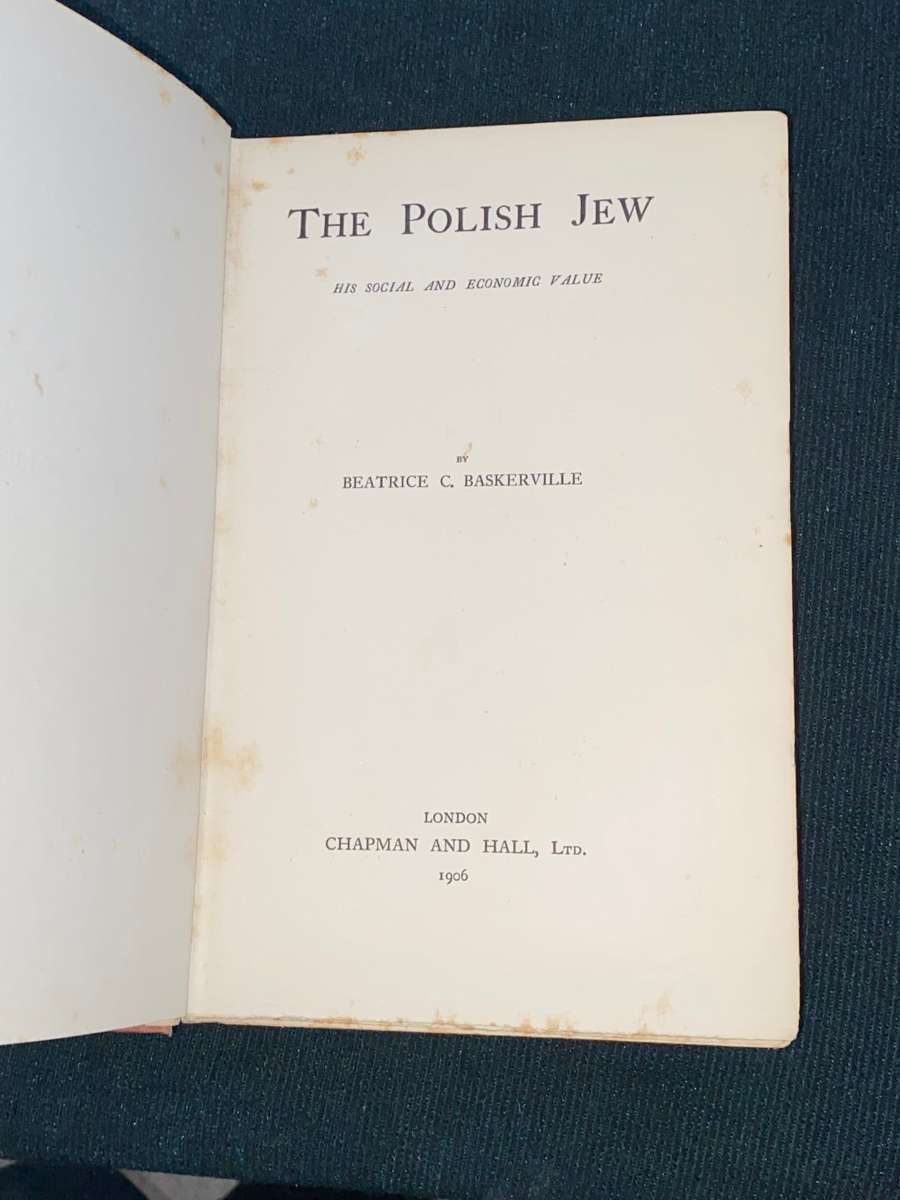 THE POLISH JEW
HIS SOCIAL AND ECONOMIC VALUE
BY
BEATRICE C. BASKERVILLE
LONDON
CHAPMAN AND HALL, LTD.
1906